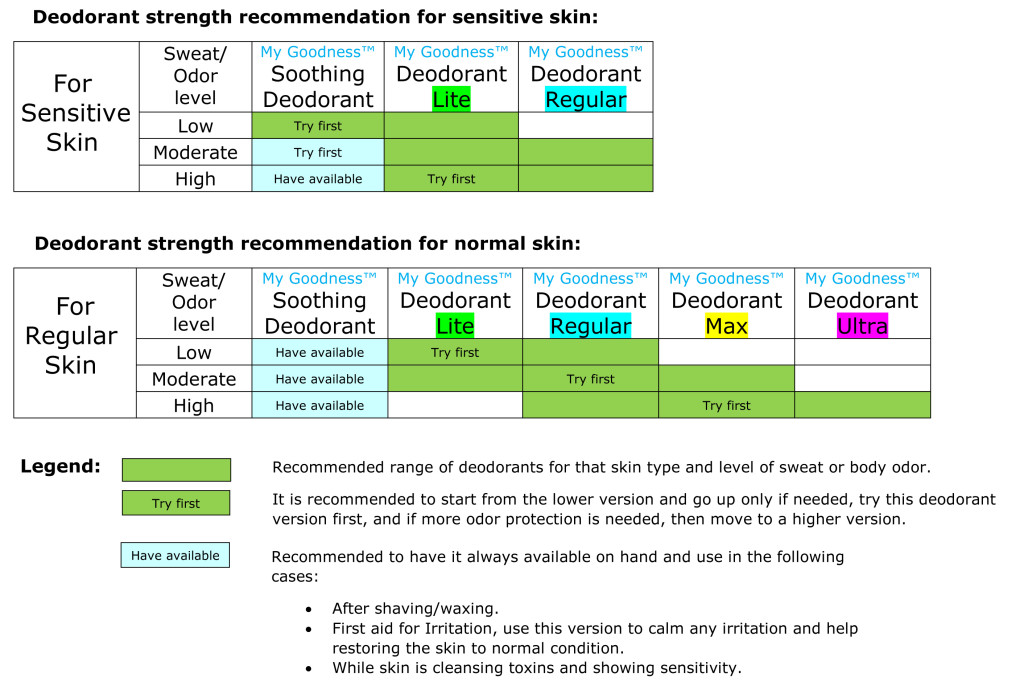 Deodorant strength recommendation for sensitive skin:
For
Sensitive
Skin
Sweat/
Odor
level
My Goodness™
Soothing
Deodorant
My Goodness™
Deodorant
Lite
My Goodness™
Deodorant
Regular
Low
Try first
Moderate
Try first
High
Have available
Try first
Deodorant strength recommendation for normal skin:
For
Regular
Skin
Sweat/
Odor
level
My Goodness™
Soothing
Deodorant
My Goodness™
Deodorant
Lite
My Goodness™
Deodorant
Regular
My Goodness™
Deodorant
Max
My Goodness™
Deodorant
Ultra
Low
Have available
Try first
Moderate
Have available
Try first
High
Have available
Try first
Legend:
Recommended range of deodorants for that skin type and level of sweat or body odor.
Try first
It is recommended to start from the lower version and go up only if needed, try this deodorant
version first, and if more odor protection is needed, then move to a higher version.
Have available
Recommended to have it always available on hand and use in the following
cases:
• After shaving/waxing.
• First aid for Irritation, use this version to calm any irritation and help
restoring the skin to normal condition.
• While skin is cleansing toxins and showing sensitivity.